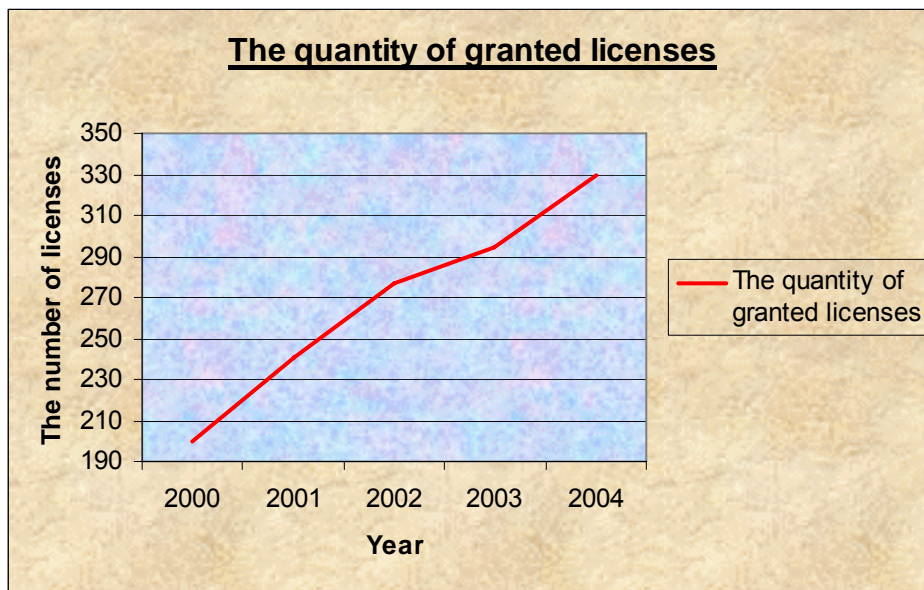 The quantity of granted licenses
350
330
310
290
270
250
230
210
190
The number of licenses
2000 2001 2002 2003 2004
Year
The quantity of
granted licenses